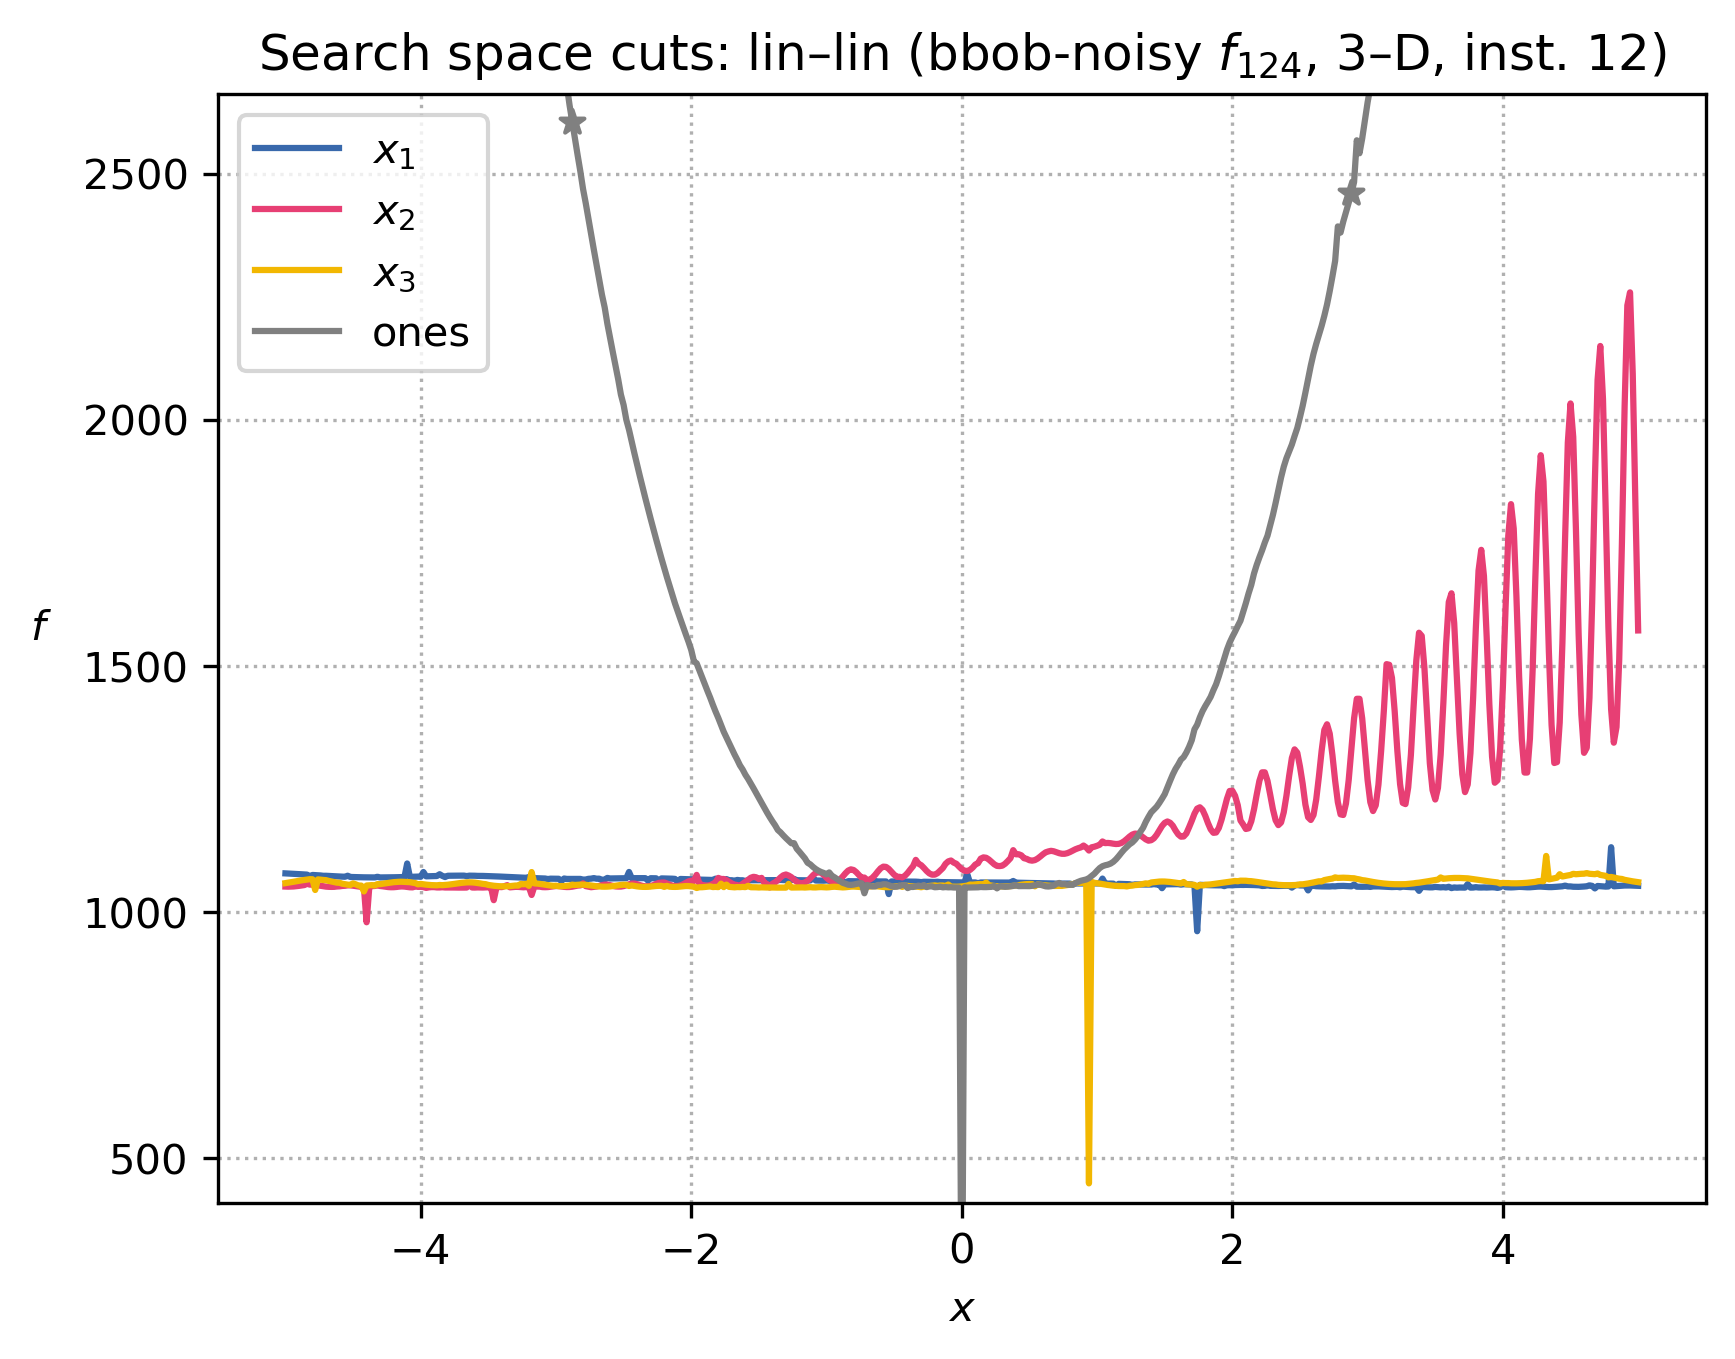 Search space cuts: lin–lin (bbob-noisy f₁₂₄, 3–D, inst. 12)
x₁
x₂
x₃
ones
2500
2000
1500
1000
500
f
−4
−2
0
2
4
x